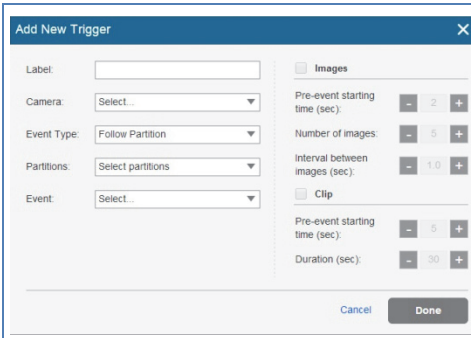 Add New Trigger
Label:
Camera: Select...
Event Type: Follow Partition
Partitions: Select partitions
Event: Select...
Images
Pre-event starting
time (sec): - 2 +
Number of images: - 5 +
Interval between
images (sec): - 1.0 +
Clip
Pre-event starting
time (sec): - 5 +
Duration (sec): - 30 +
Cancel Done